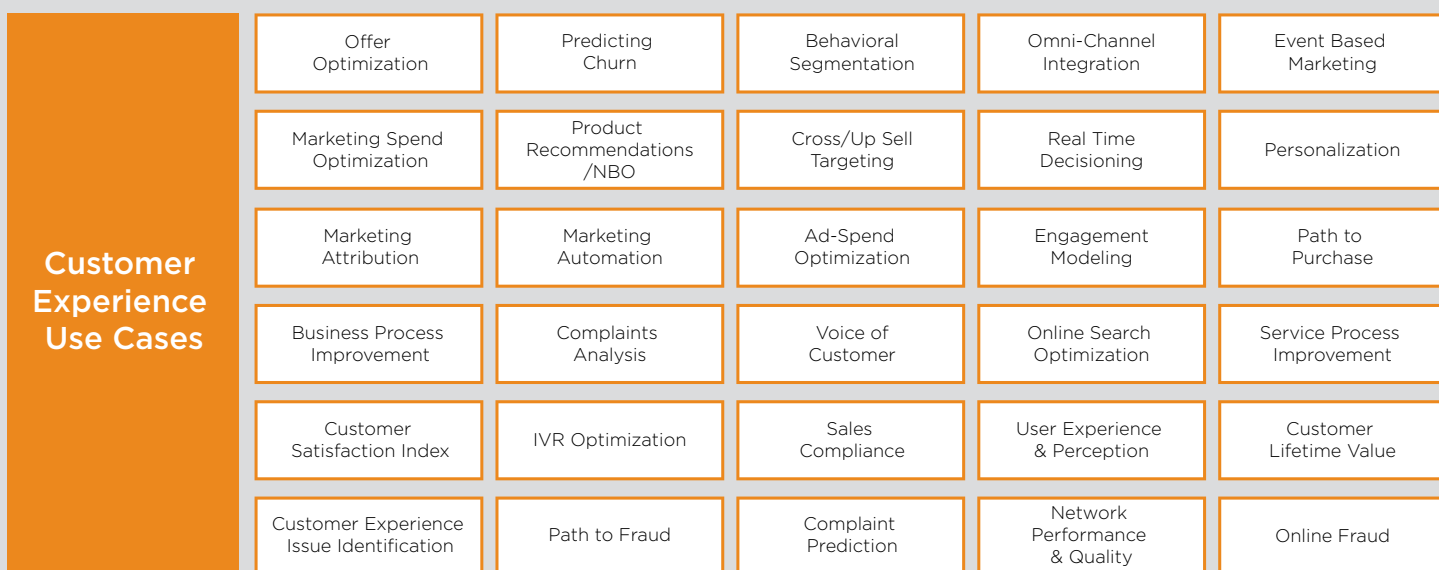 Customer
Experience
Use Cases
Offer
Optimization
Predicting
Churn
Behavioral
Segmentation
Omni-Channel
Integration
Event Based
Marketing
Marketing Spend
Optimization
Product
Recommendations
/NBO
Cross/Up Sell
Targeting
Real Time
Decisioning
Personalization
Marketing
Attribution
Marketing
Automation
Ad-Spend
Optimization
Engagement
Modeling
Path to
Purchase
Business Process
Improvement
Complaints
Analysis
Voice of
Customer
Online Search
Optimization
Service Process
Improvement
Customer
Satisfaction Index
IVR Optimization
Sales
Compliance
User Experience
& Perception
Customer
Lifetime Value
Customer Experience
Issue Identification
Path to Fraud
Complaint
Prediction
Network
Performance
& Quality
Online Fraud